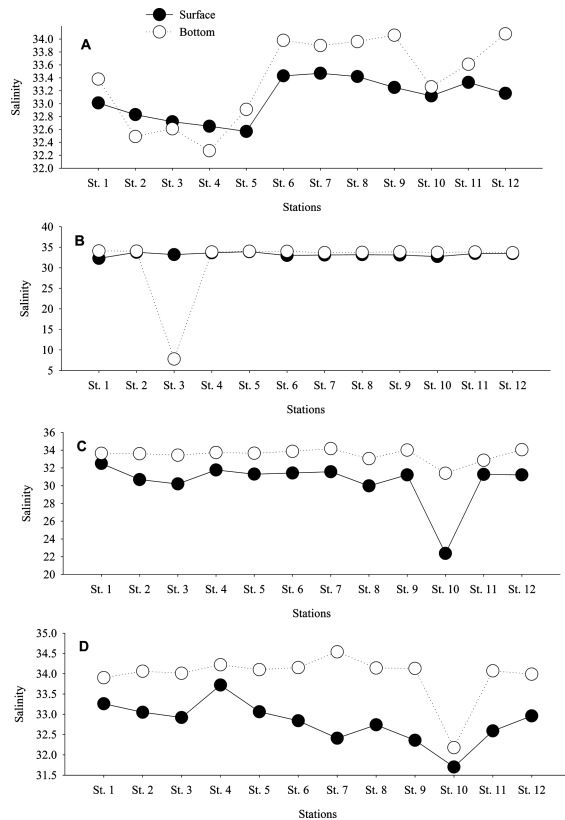 Surface
Bottom
A
34.0
33.8
33.6
33.4
33.2
33.0
32.8
32.6
32.4
32.2
32.0
Salinity
St. 1 St. 2 St. 3 St. 4 St. 5 St. 6 St. 7 St. 8 St. 9 St. 10 St. 11 St. 12
Stations
B
40
35
30
25
20
15
10
5
Salinity
St. 1 St. 2 St. 3 St. 4 St. 5 St. 6 St. 7 St. 8 St. 9 St. 10 St. 11 St. 12
Stations
C
36
34
32
30
28
26
24
22
20
Salinity
St. 1 St. 2 St. 3 St. 4 St. 5 St. 6 St. 7 St. 8 St. 9 St. 10 St. 11 St. 12
Stations
D
35.0
34.5
34.0
33.5
33.0
32.5
32.0
31.5
Salinity
St. 1 St. 2 St. 3 St. 4 St. 5 St. 6 St. 7 St. 8 St. 9 St. 10 St. 11 St. 12
Stations